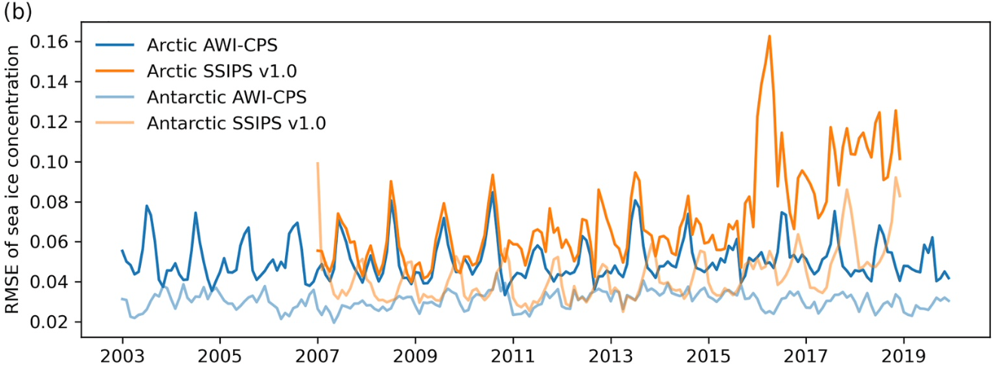 (b)
RMSE of sea ice concentration
0.16
0.14
0.12
0.10
0.08
0.06
0.04
0.02
Arctic AWI-CPS
Arctic SSIPS v1.0
Antarctic AWI-CPS
Antarctic SSIPS v1.0
2003 2005 2007 2009 2011 2013 2015 2017 2019